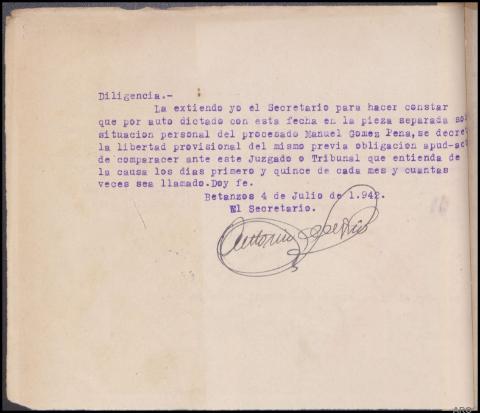 Diligencia.-
La extiendo yo el Secretario para hacer constar
que por auto dictado con esta fecha en la pieza separada so
situacion personal del procesado Manuel Gomez Pena,se decre
la libertad provisional del mismo previa obligacion apud-ac
de comparacer ante este Juzgado o Tribunal que entienda de
la causa los dias primero y quince de cada mes y cuantas
veces sea llamado.Doy fe.
Betanzos 4 de Julio de 1.942.
El Secretario.
Antonio